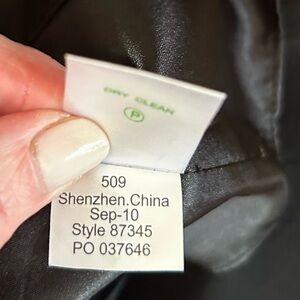 DRY CLEAN
P
509
Shenzhen.China
Sep-10
Style 87345
PO 037646